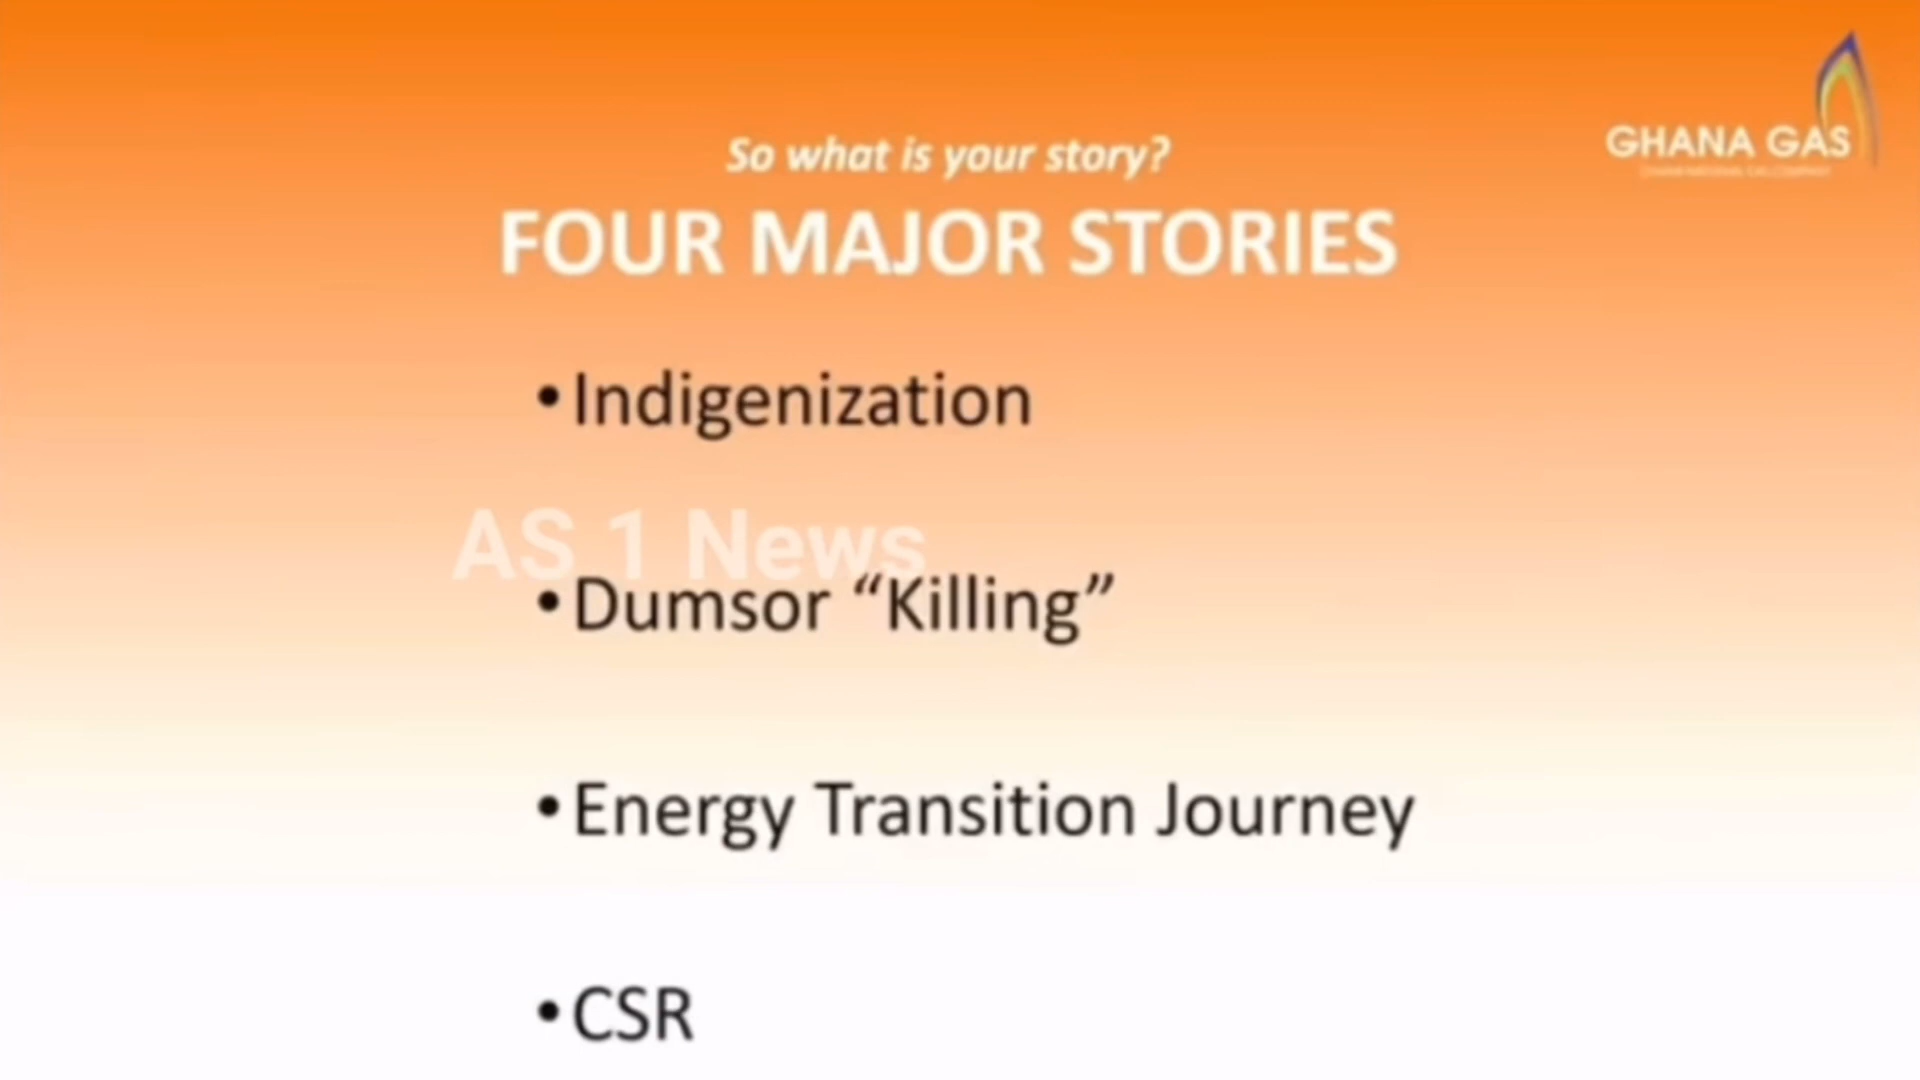 So what is your story?
GHANA GAS
FOUR MAJOR STORIES
•Indigenization
AS 1 News
•Dumsor “Killing”
•Energy Transition Journey
•CSR